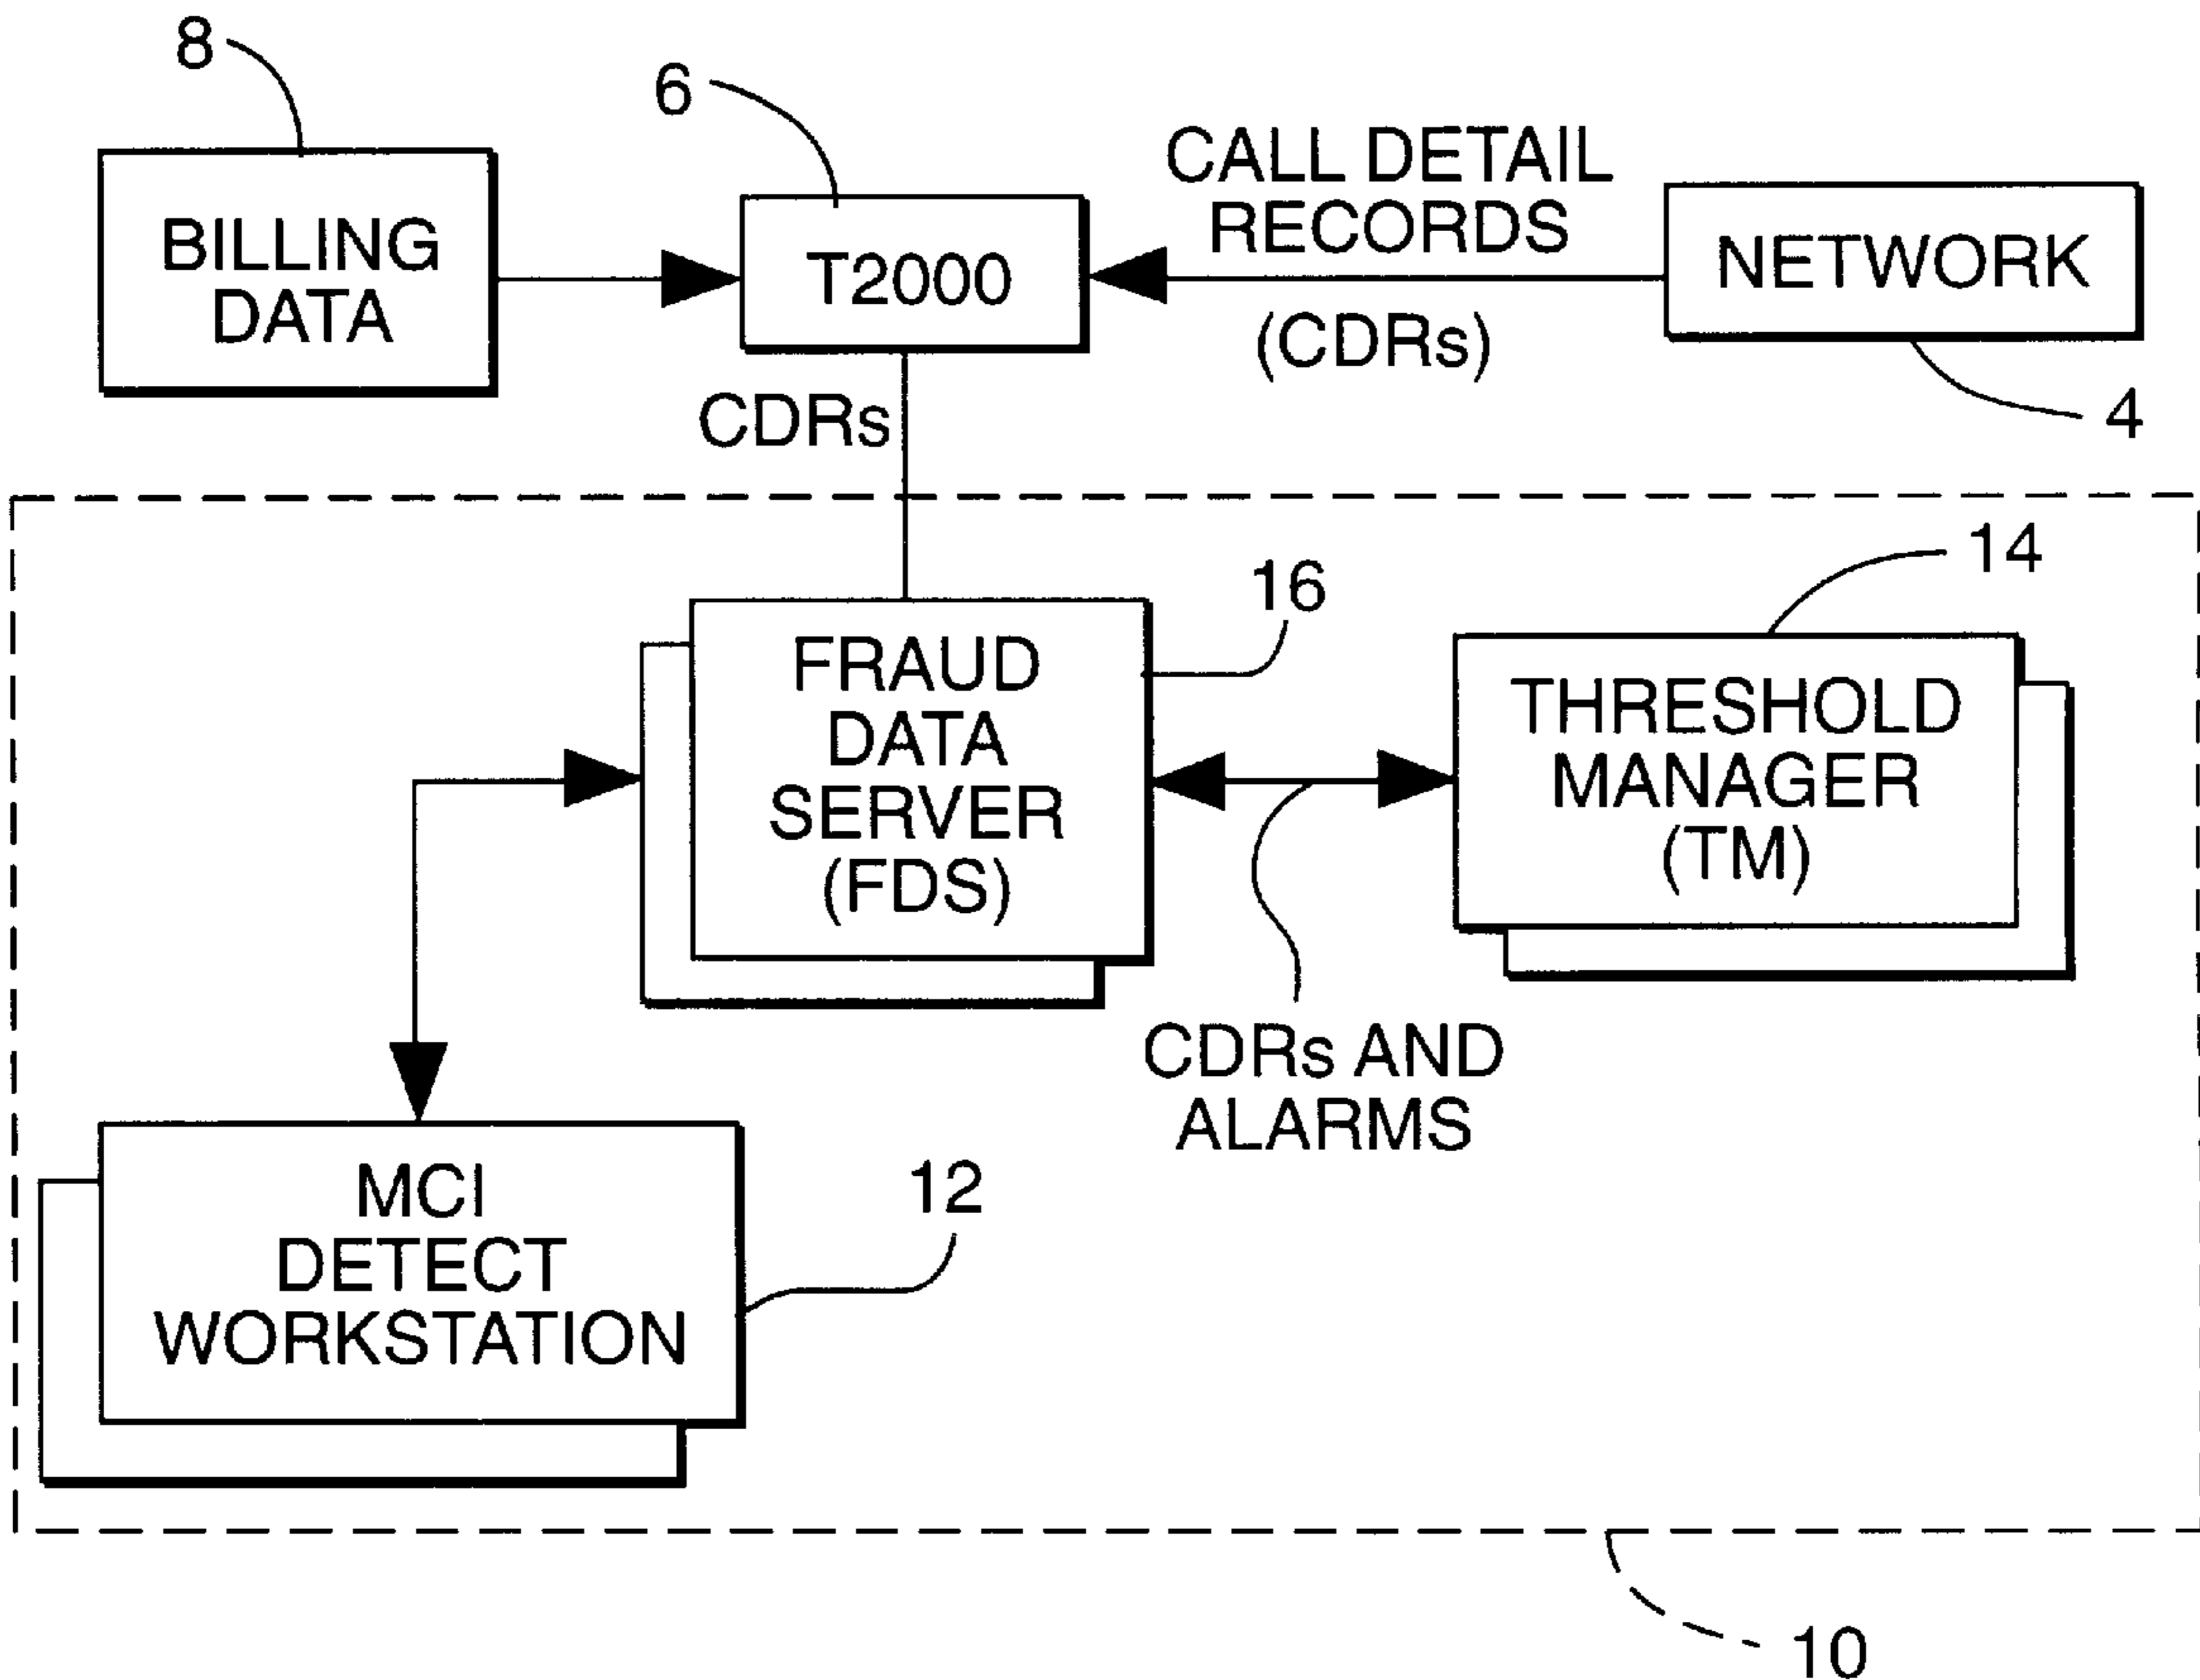 8
6
CALL DETAIL
RECORDS
BILLING
DATA
T2000
NETWORK
(CDRs)
4
CDRs
14
16
FRAUD
DATA
SERVER
(FDS)
THRESHOLD
MANAGER
(TM)
CDRs AND
ALARMS
12
MCI
DETECT
WORKSTATION
10